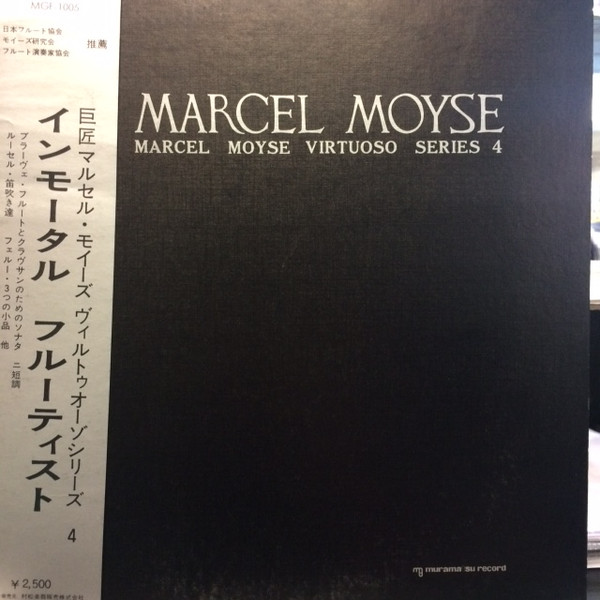 MGF 1005
日本フルート協会
モイーズ研究会
フルート演奏家協会
推薦
巨匠 マルセル・モイーズ ヴィルトゥオーゾシリーズ 4
インモータル フルーティスト
ブラーヴェ・フルートとクラヴサンのためのソナタ ニ短調
ルーセル・笛吹き達 フェルー・3つの小品 他
¥2,500
MARCEL MOYSE
MARCEL MOYSE VIRTUOSO SERIES 4
muramatsu record